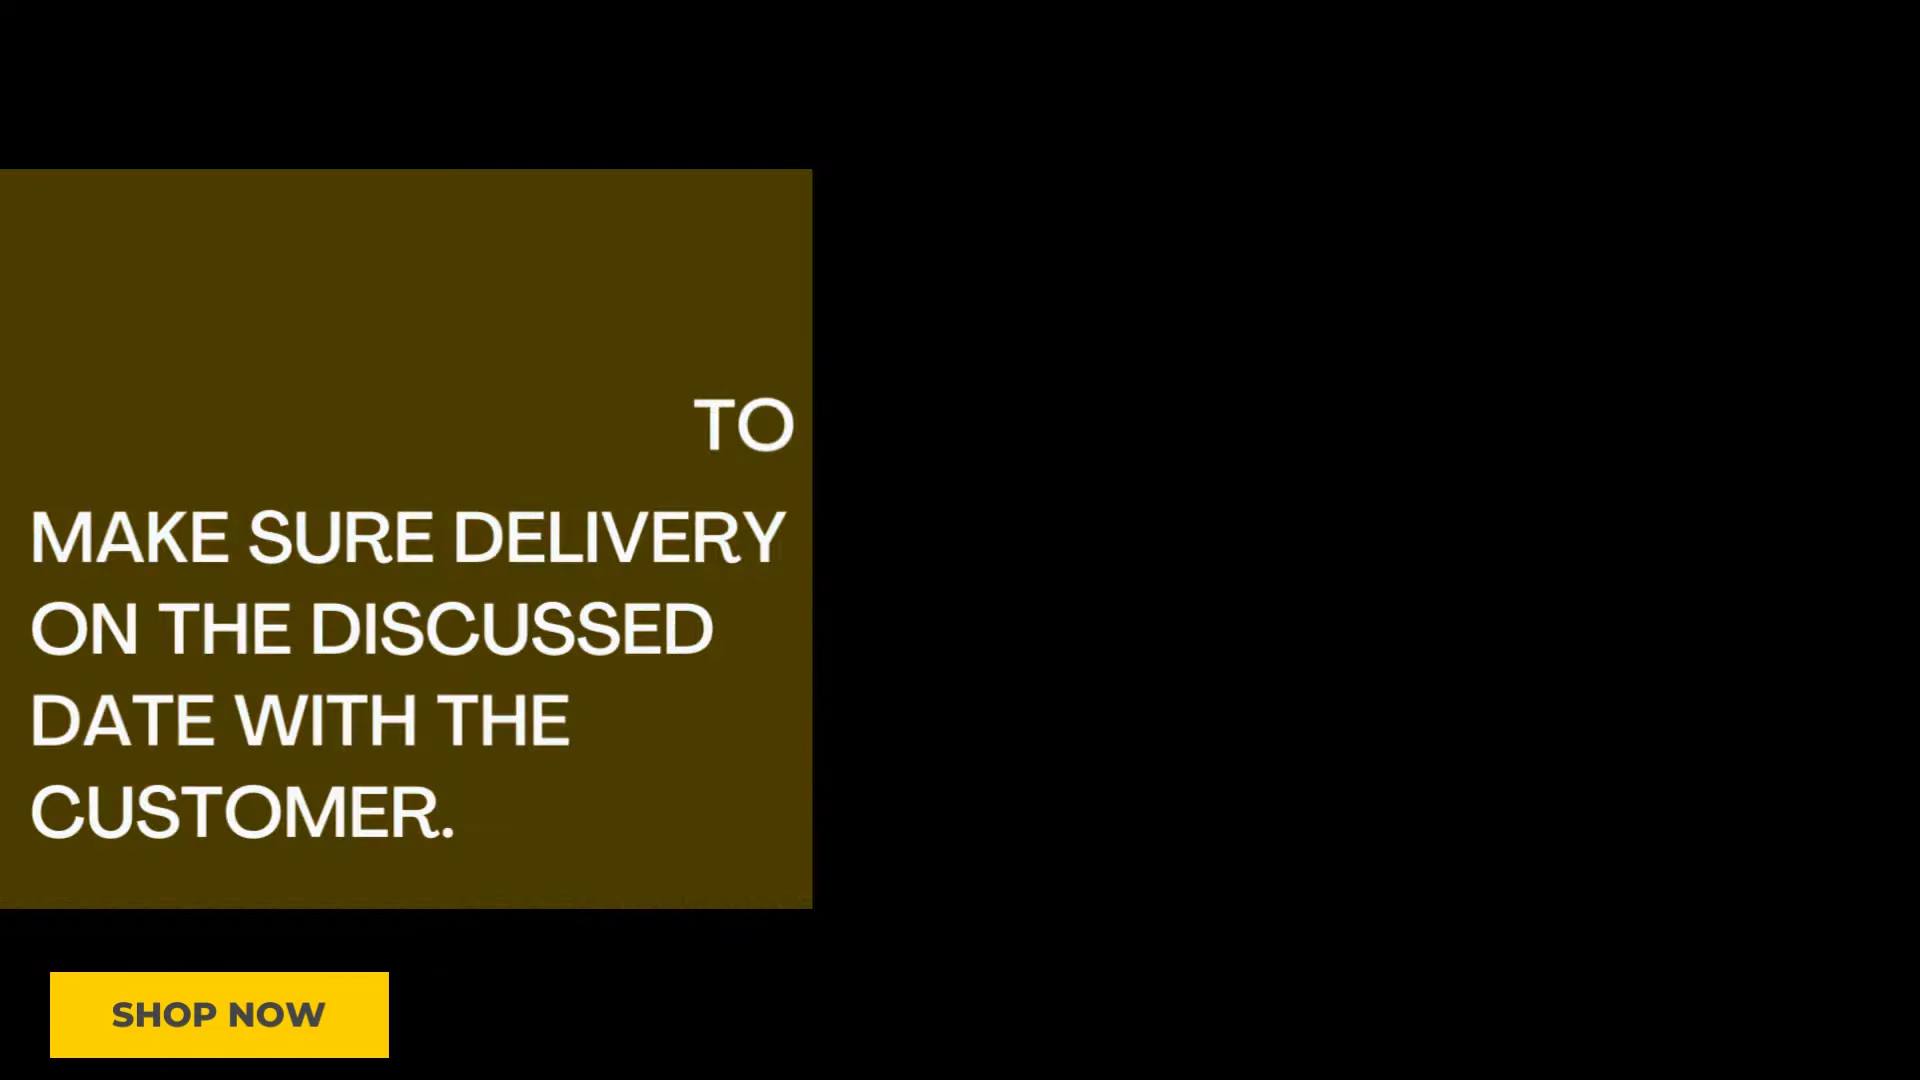 TO
MAKE SURE DELIVERY
ON THE DISCUSSED
DATE WITH THE
CUSTOMER.
SHOP NOW